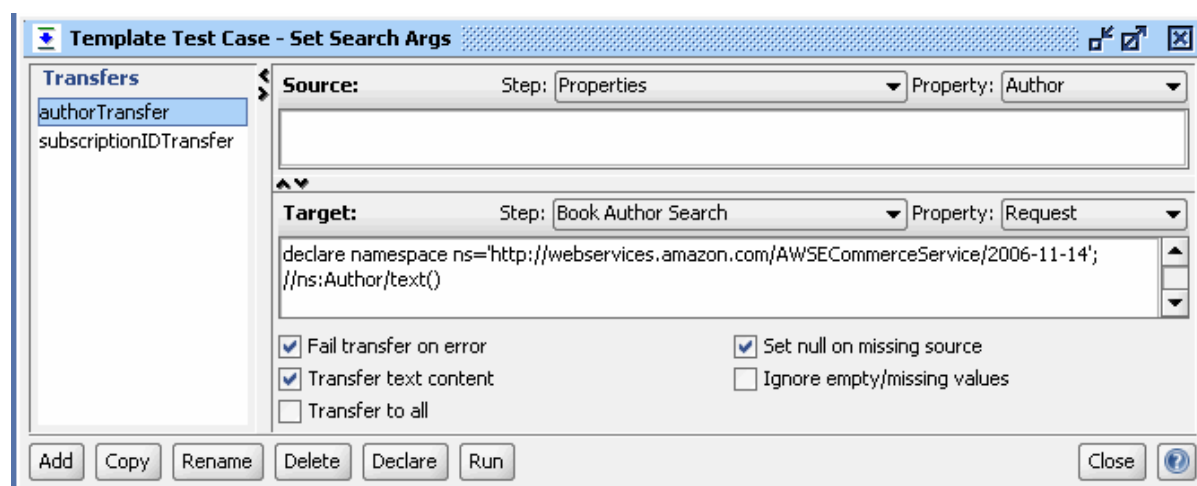 Template Test Case - Set Search Args
Transfers
authorTransfer
subscriptionIDTransfer
Source: Step: Properties Property: Author
Target: Step: Book Author Search Property: Request
declare namespace ns='http://webservices.amazon.com/AWSECommerceService/2006-11-14';
//ns:Author/text()
Fail transfer on error Set null on missing source
Transfer text content Ignore empty/missing values
Transfer to all
Add Copy Rename Delete Declare Run Close ?